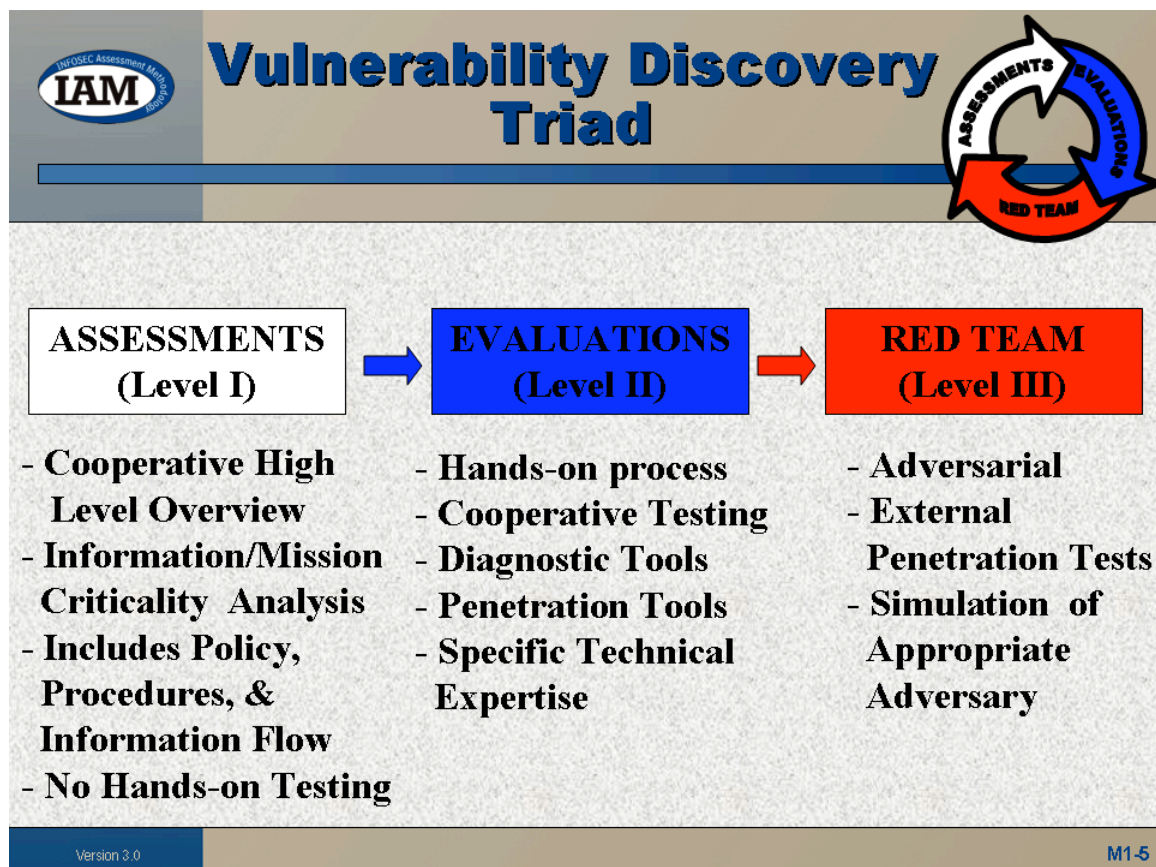 INFOSEC Assessment Methodology
IAM
Vulnerability Discovery
Triad
ASSESSMENTS
EVALUATIONS
RED TEAM
ASSESSMENTS
(Level I)
- Cooperative High
Level Overview
- Information/Mission
Criticality Analysis
- Includes Policy,
Procedures, &
Information Flow
- No Hands-on Testing
EVALUATIONS
(Level II)
- Hands-on process
- Cooperative Testing
- Diagnostic Tools
- Penetration Tools
- Specific Technical
Expertise
RED TEAM
(Level III)
- Adversarial
- External
Penetration Tests
- Simulation of
Appropriate
Adversary
Version 3.0
M1-5